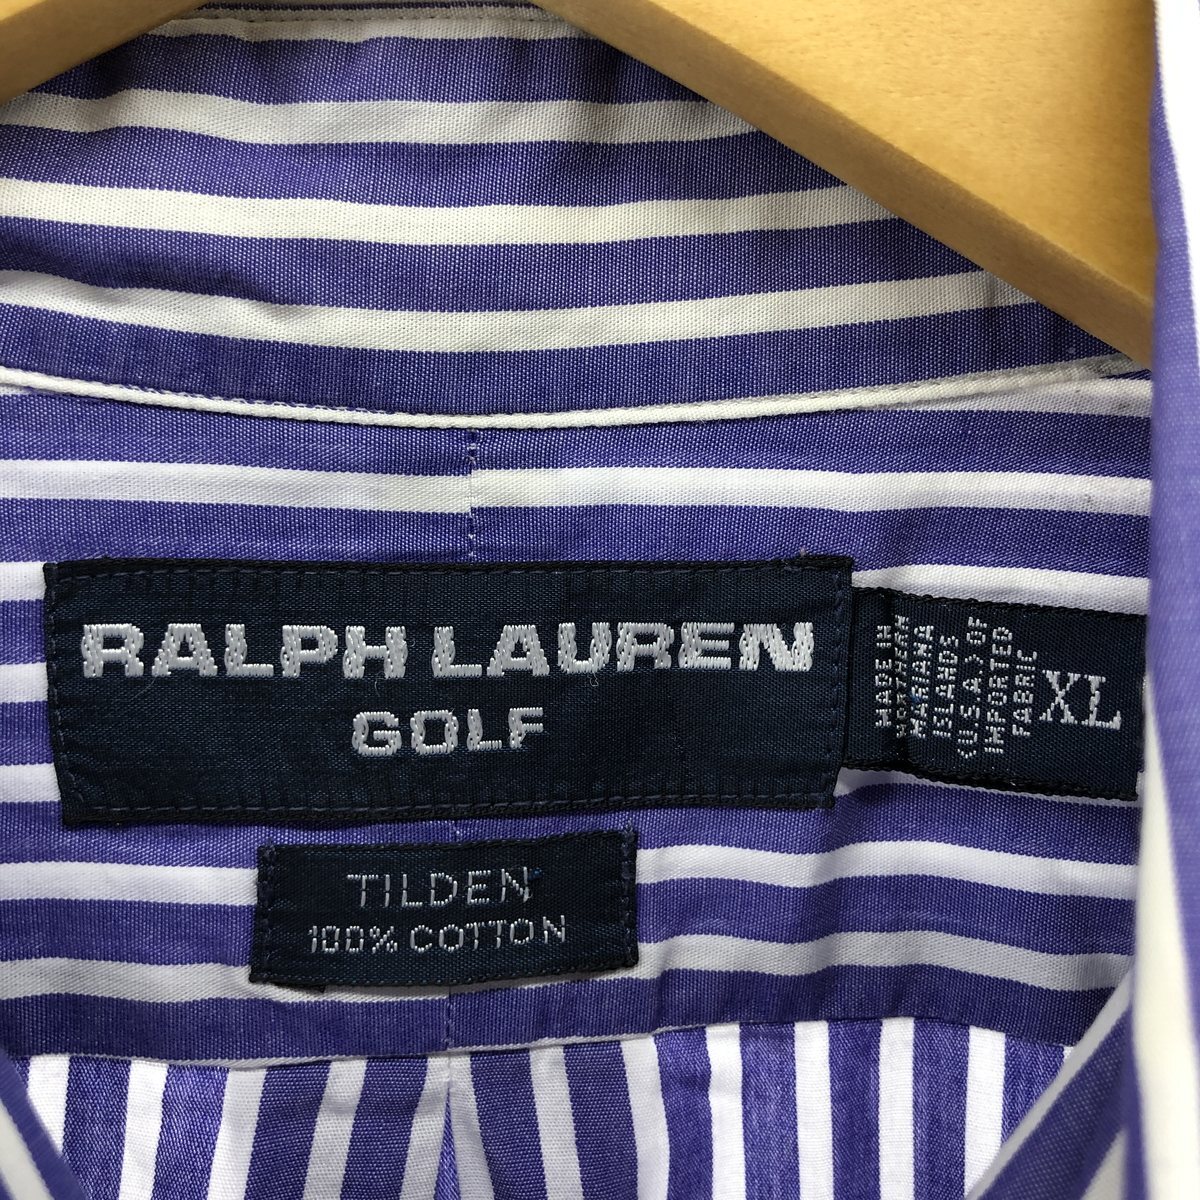 RALPH LAUREN
GOLF
MADE IN
NORTHERN
MARIANA
ISLANDS
(U.S.A.) OF
IMPORTED
FABRIC
XL
TILDEN
100% COTTON